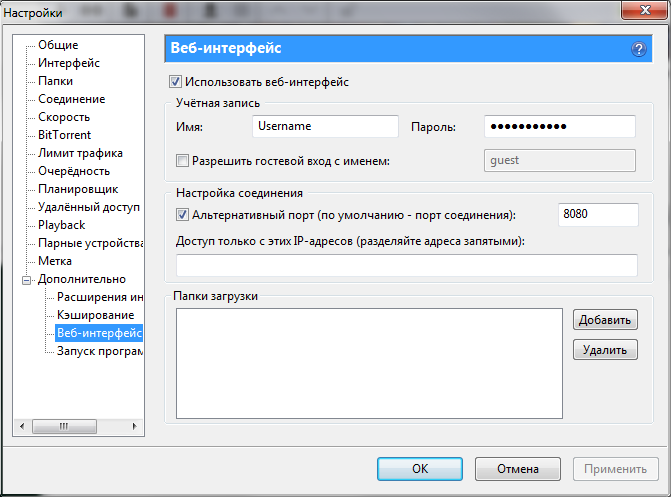 Настройки
Общие
Интерфейс
Папки
Соединение
Скорость
BitTorrent
Лимит трафика
Очерёдность
Планировщик
Удалённый доступ
Playback
Парные устройства
Метка
Дополнительно
Расширения ин
Кэширование
Веб-интерфейс
Запуск програм
Веб-интерфейс
Использовать веб-интерфейс
Учётная запись
Имя: Username Пароль: ●●●●●●●●●●●
Разрешить гостевой вход с именем: guest
Настройка соединения
Альтернативный порт (по умолчанию - порт соединения): 8080
Доступ только с этих IP-адресов (разделяйте адреса запятыми):
Папки загрузки
Добавить
Удалить
OK Отмена Применить